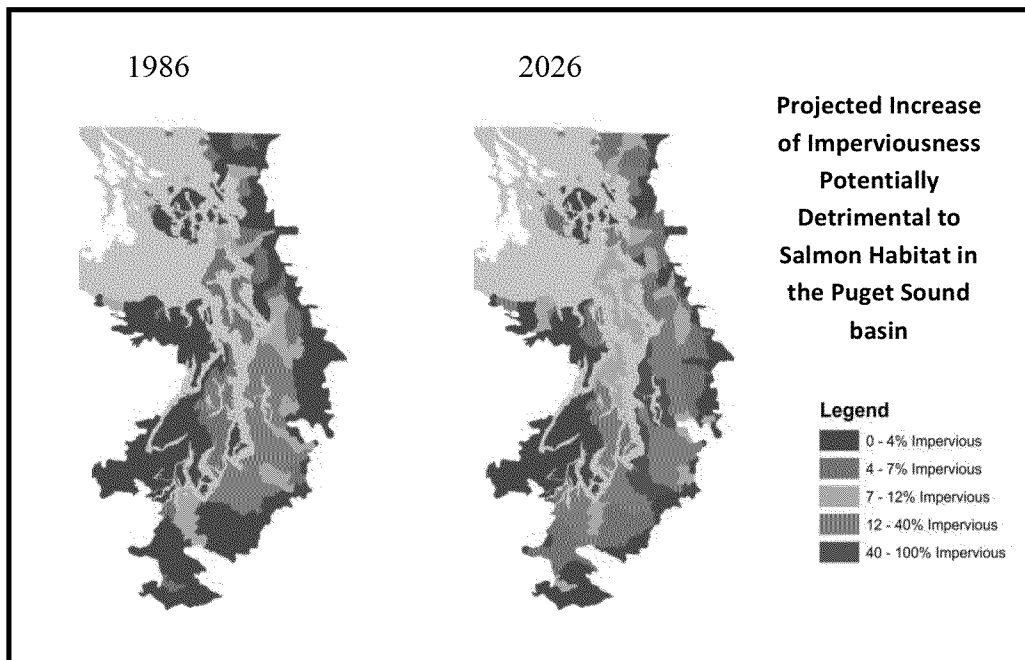 1986
2026
Projected Increase
of Imperviousness
Potentially
Detrimental to
Salmon Habitat in
the Puget Sound
basin
Legend
0 - 4% Impervious
4 - 7% Impervious
7 - 12% Impervious
12 - 40% Impervious
40 - 100% Impervious